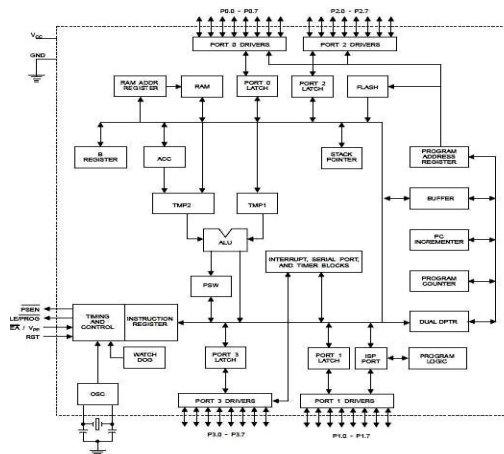 P0.0 - P0.7
P2.0 - P2.7
VCC
GND
PORT 0 DRIVERS
PORT 2 DRIVERS
RAM ADDR.
REGISTER
RAM
PORT 0
LATCH
PORT 2
LATCH
FLASH
B
REGISTER
ACC
STACK
POINTER
PROGRAM
ADDRESS
REGISTER
TMP2
TMP1
BUFFER
ALU
PC
INCREMENTER
INTERRUPT, SERIAL PORT,
AND TIMER BLOCKS
PSW
PROGRAM
COUNTER
PSEN
ALE/PROG
EA / VPP
RST
TIMING
AND
CONTROL
INSTRUCTION
REGISTER
DUAL DPTR
WATCH
DOG
PORT 3
LATCH
PORT 1
LATCH
ISP
PORT
PROGRAM
LOGIC
OSC
PORT 3 DRIVERS
PORT 1 DRIVERS
P3.0 - P3.7
P1.0 - P1.7